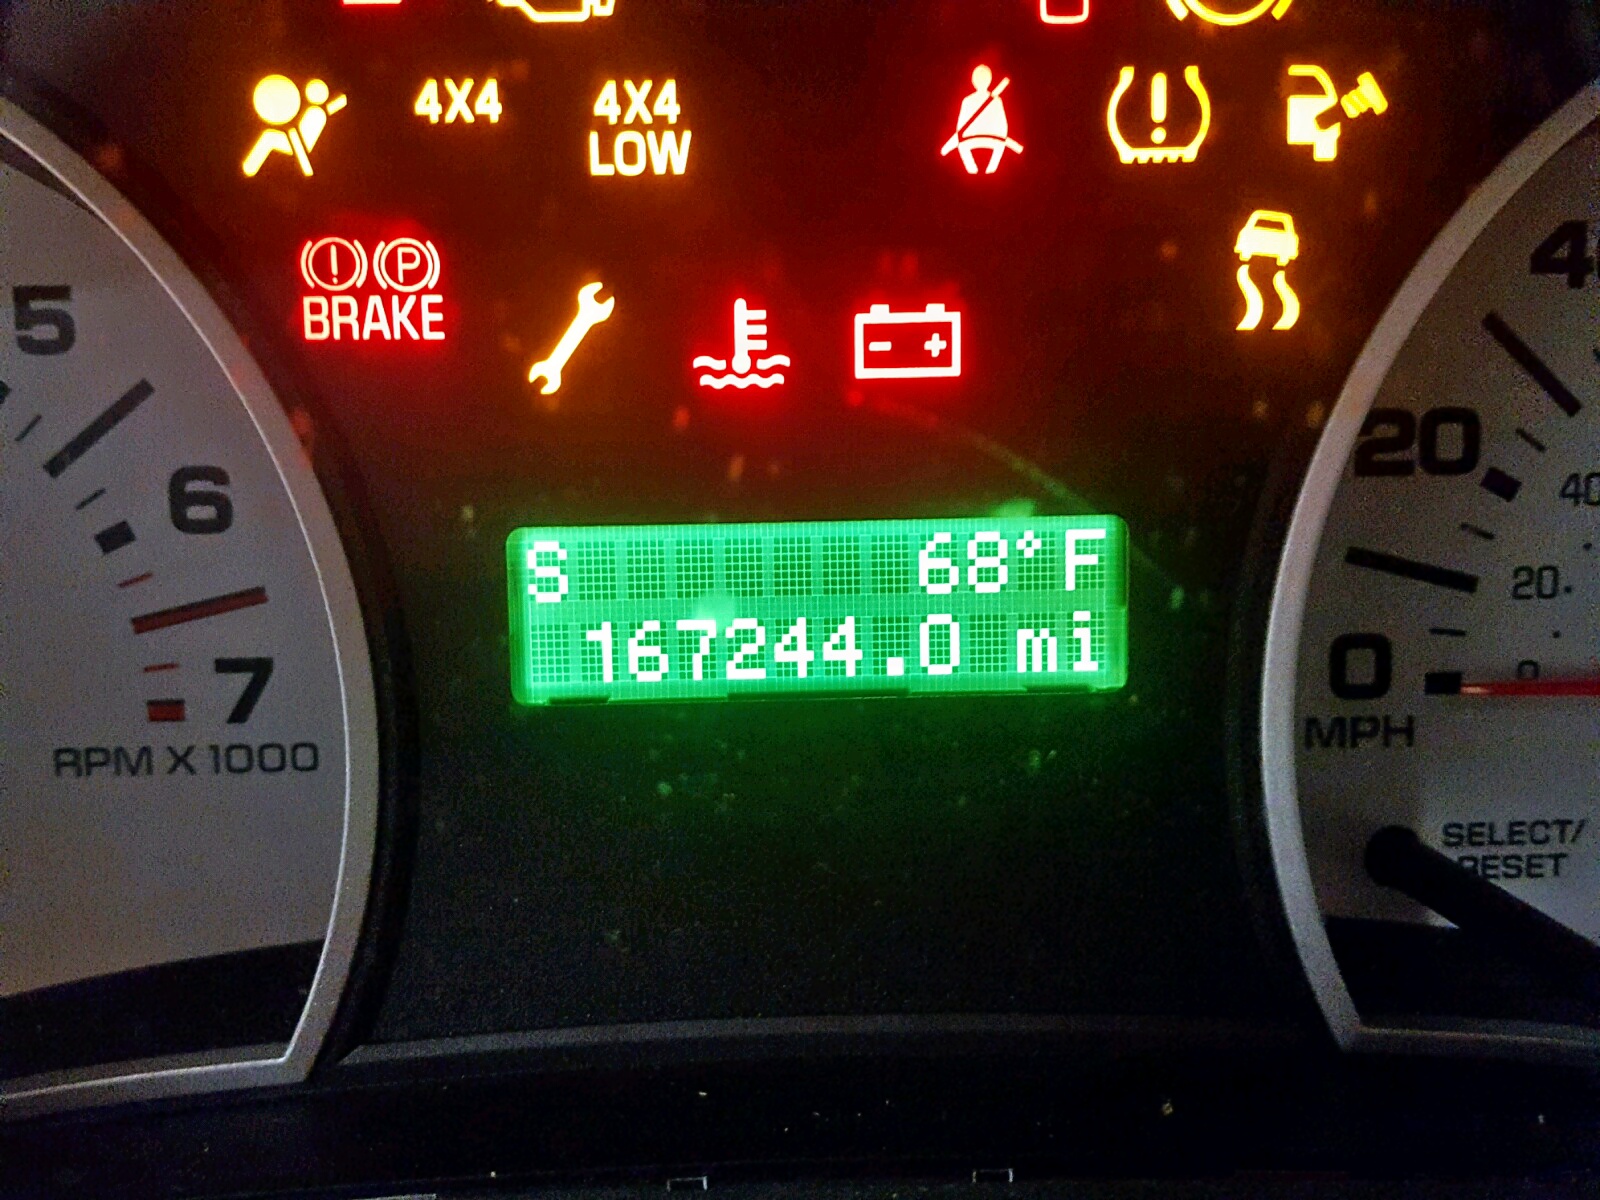 4X4
4X4
LOW
! P
BRAKE
!
- +
5
6
7
RPM X 1000
S 68°F
167244.0 mi
20
40
20
0
0
MPH
SELECT/
RESET